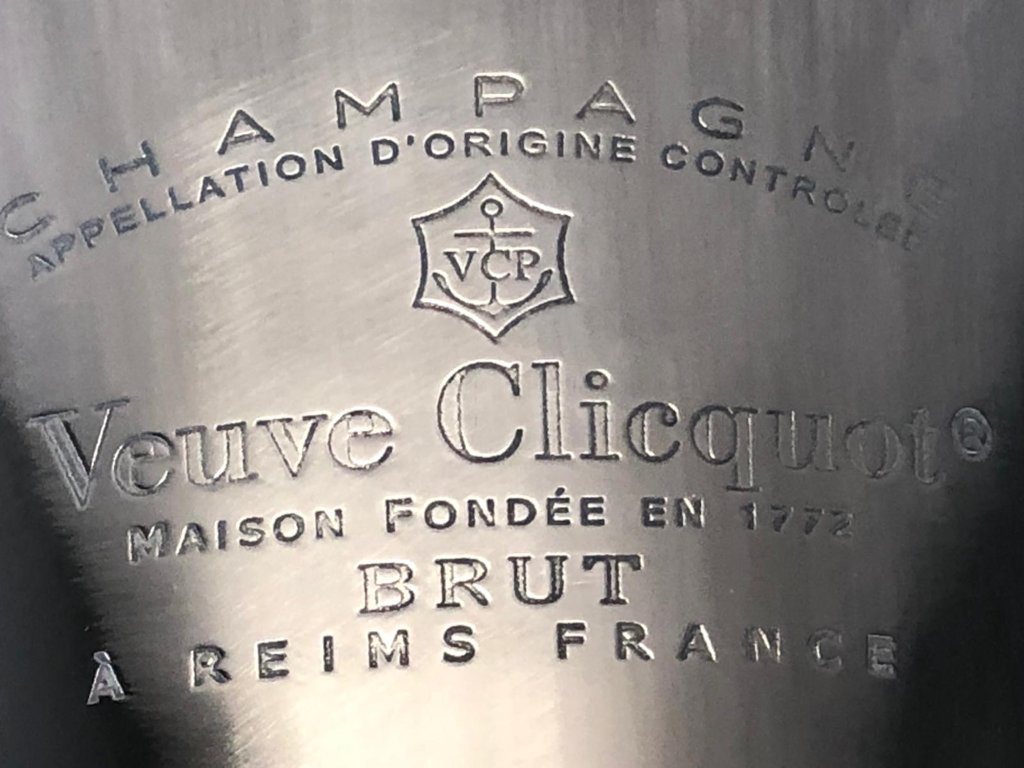 CHAMPAGNE
APPELLATION D'ORIGINE CONTROLEE
VCP
Veuve Clicquot®
MAISON FONDÉE EN 1772
BRUT
À REIMS FRANCE